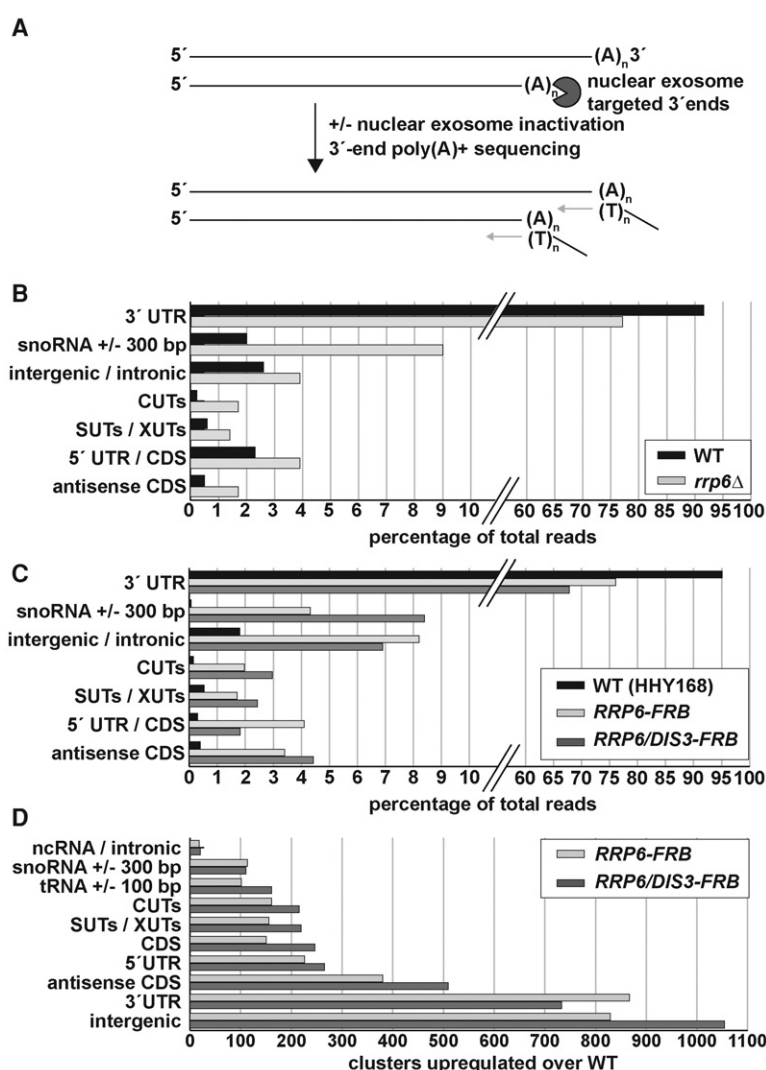 A
5´ (A)n3´
5´ (A)n nuclear exosome
targeted 3´ends
+/- nuclear exosome inactivation
3´-end poly(A)+ sequencing
5´ (A)n
(T)n
5´ (A)n
(T)n
B
3´ UTR
snoRNA +/- 300 bp
intergenic / intronic
CUTs
SUTs / XUTs
5´ UTR / CDS
antisense CDS
WT
rrp6Δ
0 1 2 3 4 5 6 7 8 9 10 60 65 70 75 80 85 90 95 100
percentage of total reads
C
3´ UTR
snoRNA +/- 300 bp
intergenic / intronic
CUTs
SUTs / XUTs
5´ UTR / CDS
antisense CDS
WT (HHY168)
RRP6-FRB
RRP6/DIS3-FRB
0 1 2 3 4 5 6 7 8 9 10 60 65 70 75 80 85 90 95 100
percentage of total reads
D
ncRNA / intronic
snoRNA +/- 300 bp
tRNA +/- 100 bp
CUTs
SUTs / XUTs
CDS
5´UTR
antisense CDS
3´UTR
intergenic
RRP6-FRB
RRP6/DIS3-FRB
0 100 200 300 400 500 600 700 800 900 1000 1100
clusters upregulated over WT